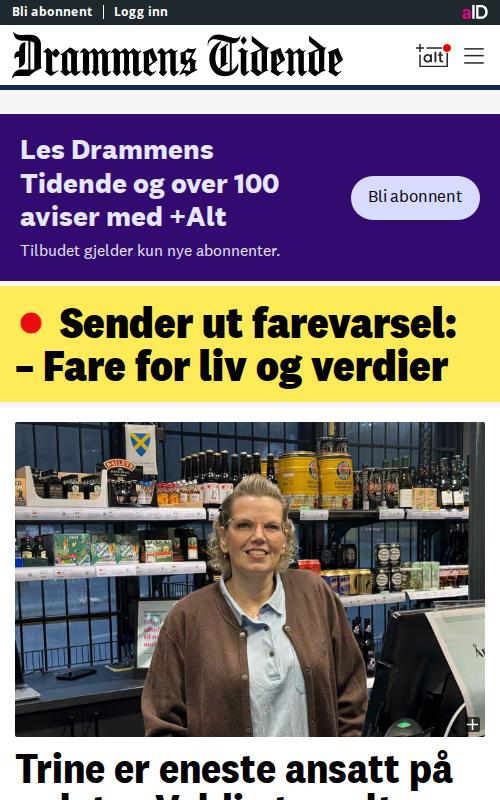 Bli abonnent | Logg inn
aID
Drammens Tidende
+alt
Les Drammens
Tidende og over 100
aviser med +Alt
Bli abonnent
Tilbudet gjelder kun nye abonnenter.
Sender ut farevarsel:
– Fare for liv og verdier
BAILEYS
Trine er eneste ansatt på